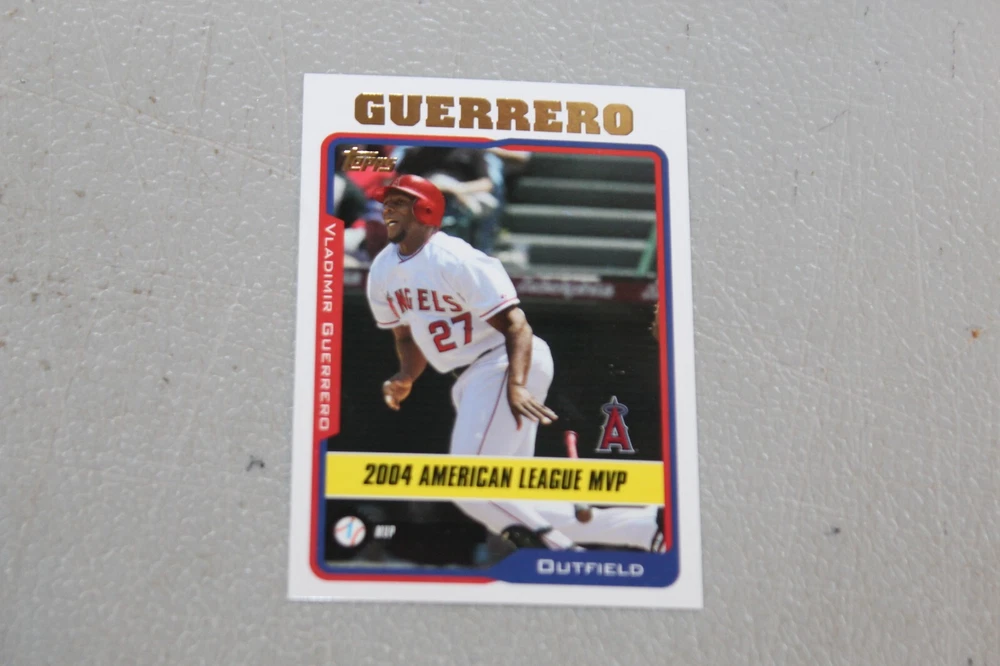 GUERRERO
Topps
VLADIMIR GUERRERO
ANGELS
27
A
2004 AMERICAN LEAGUE MVP
MVP
OUTFIELD